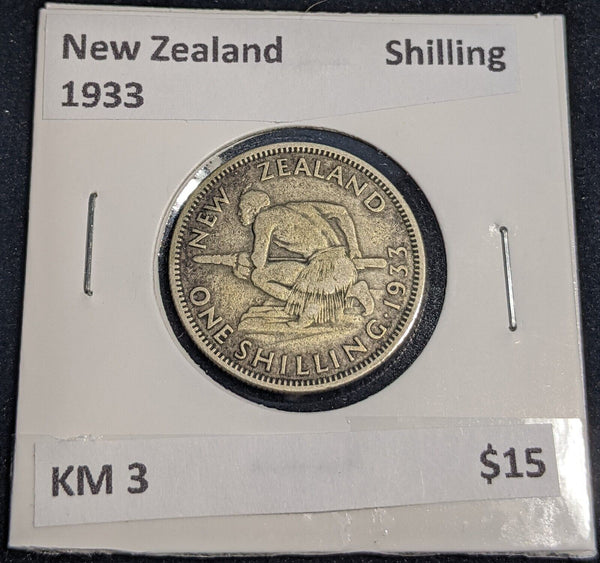 New Zealand Shilling
1933
NEW ZEALAND
ONE SHILLING · 1933
KM 3 $15